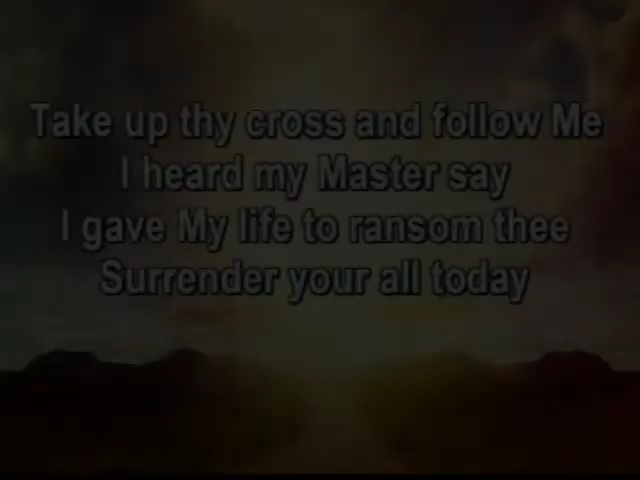 Take up thy cross and follow Me
I heard my Master say
I gave My life to ransom thee
Surrender your all today